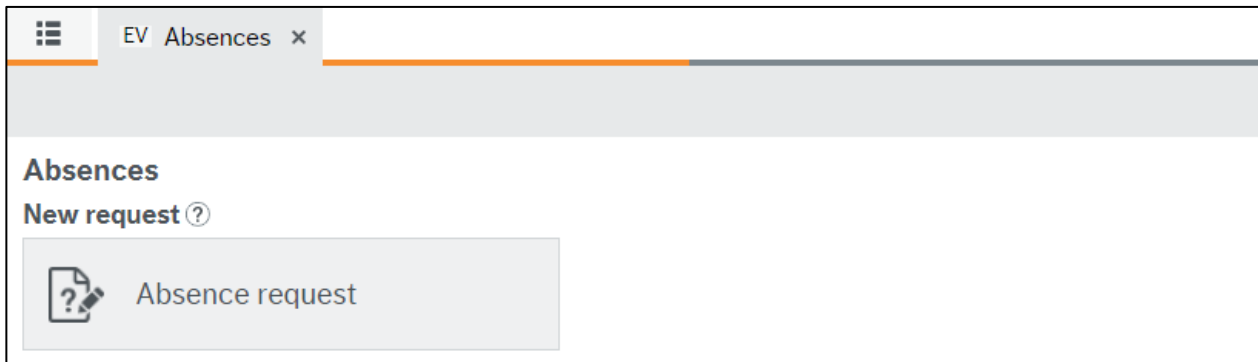 EV Absences ×
Absences
New request ?
Absence request